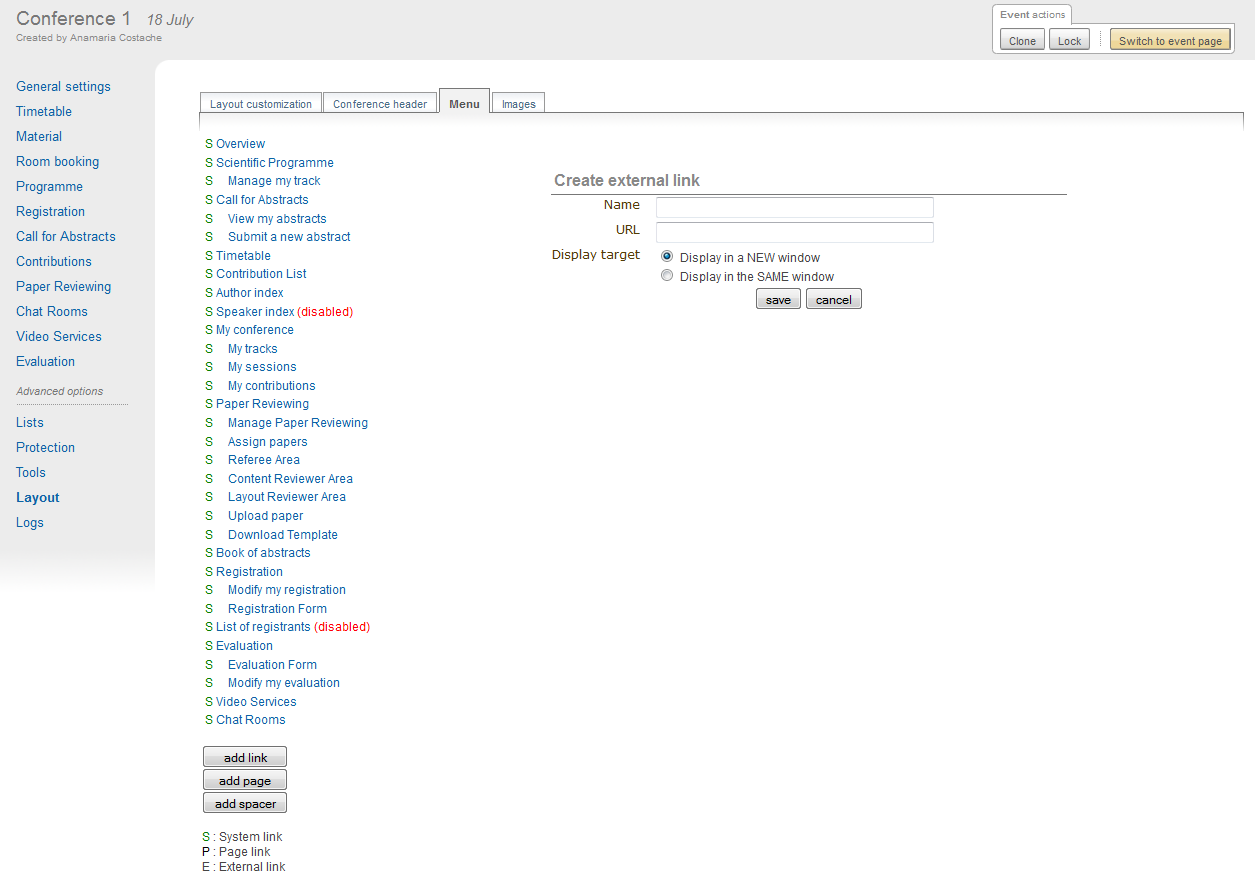 Conference 1 18 July
Created by Anamaria Costache
Event actions
Clone Lock Switch to event page
General settings
Timetable
Material
Room booking
Programme
Registration
Call for Abstracts
Contributions
Paper Reviewing
Chat Rooms
Video Services
Evaluation
Advanced options
Lists
Protection
Tools
Layout
Logs
Layout customization Conference header Menu Images
S Overview
S Scientific Programme
S Manage my track
S Call for Abstracts
S View my abstracts
S Submit a new abstract
S Timetable
S Contribution List
S Author index
S Speaker index (disabled)
S My conference
S My tracks
S My sessions
S My contributions
S Paper Reviewing
S Manage Paper Reviewing
S Assign papers
S Referee Area
S Content Reviewer Area
S Layout Reviewer Area
S Upload paper
S Download Template
S Book of abstracts
S Registration
S Modify my registration
S Registration Form
S List of registrants (disabled)
S Evaluation
S Evaluation Form
S Modify my evaluation
S Video Services
S Chat Rooms
add link
add page
add spacer
S : System link
P : Page link
E : External link
Create external link
Name
URL
Display target Display in a NEW window
Display in the SAME window
save cancel